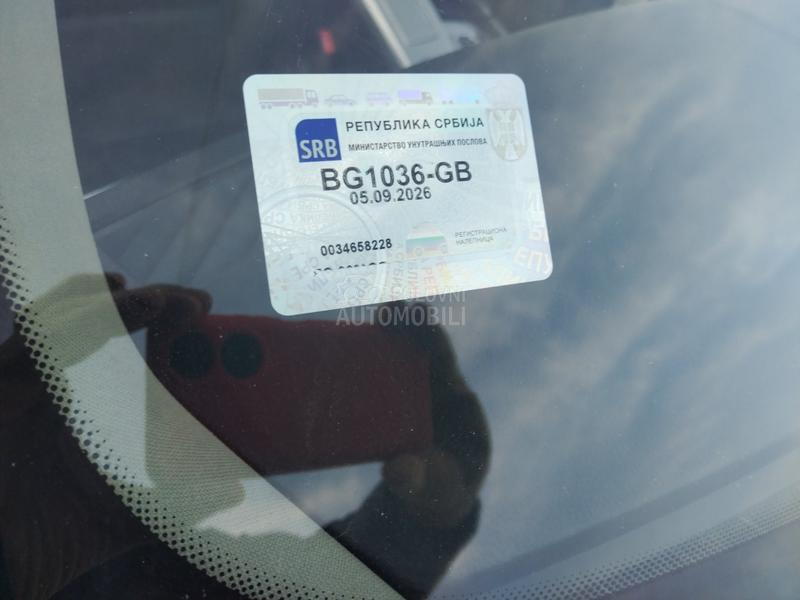 РЕПУБЛИКА СРБИЈА
SRB
МИНИСТАРСТВО УНУТРАШЊИХ ПОСЛОВА
BG1036-GB
05.09.2026
0034658228
РЕГИСТРАЦИОНА
НАЛЕПНИЦА
AUTOMOBILI